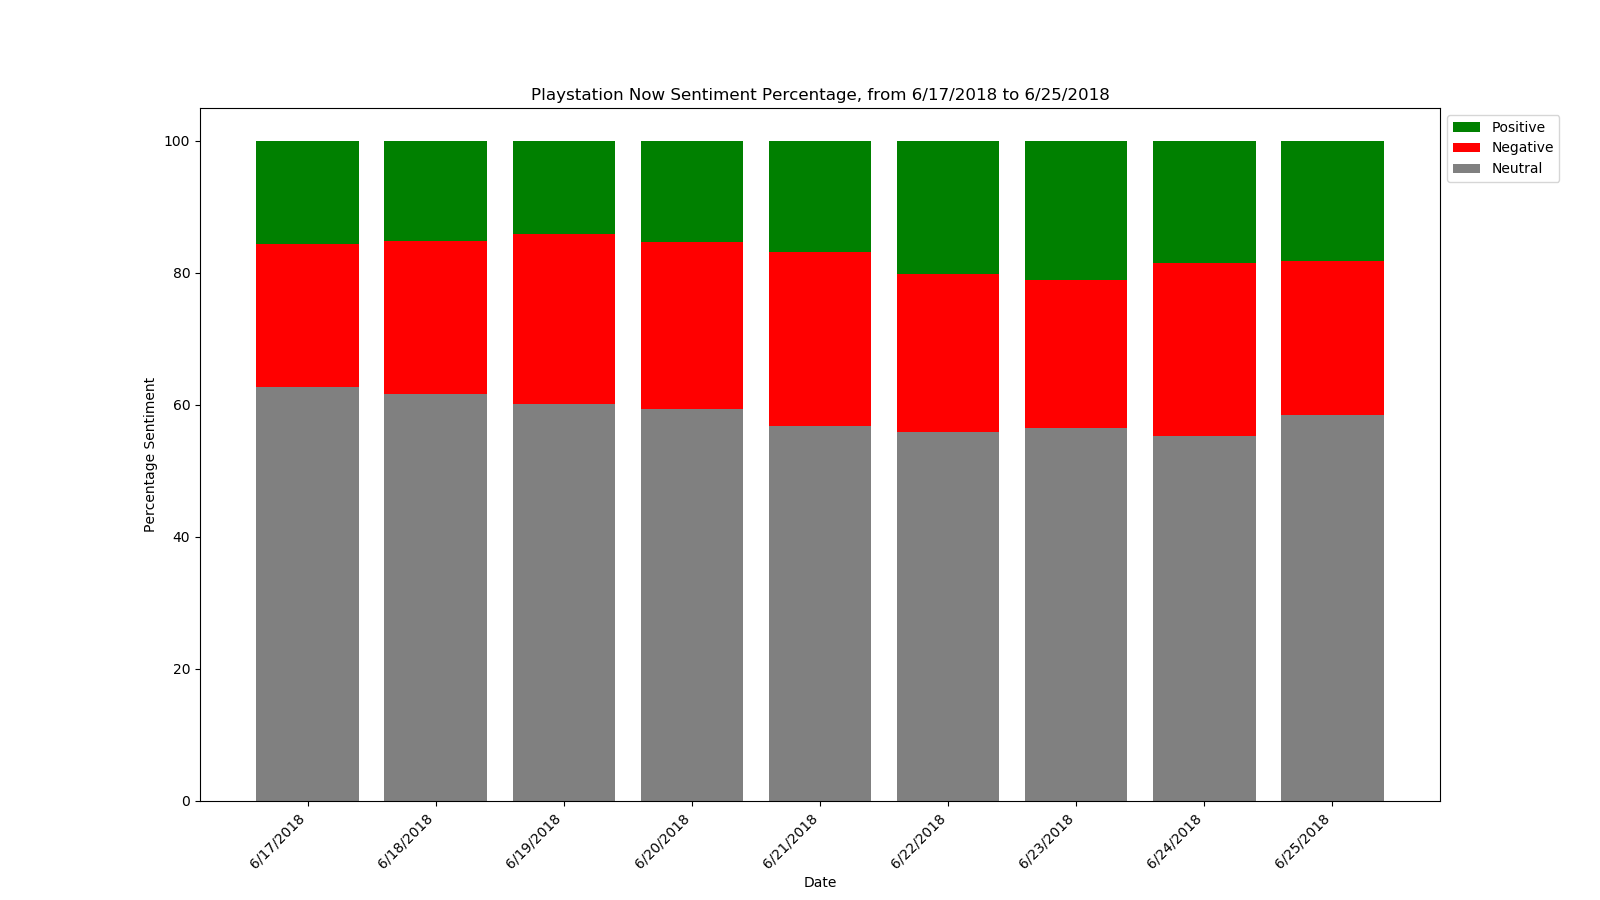 Playstation Now Sentiment Percentage, from 6/17/2018 to 6/25/2018
Positive
Negative
Neutral
Percentage Sentiment
100
80
60
40
20
0
6/17/2018
6/18/2018
6/19/2018
6/20/2018
6/21/2018
6/22/2018
6/23/2018
6/24/2018
6/25/2018
Date